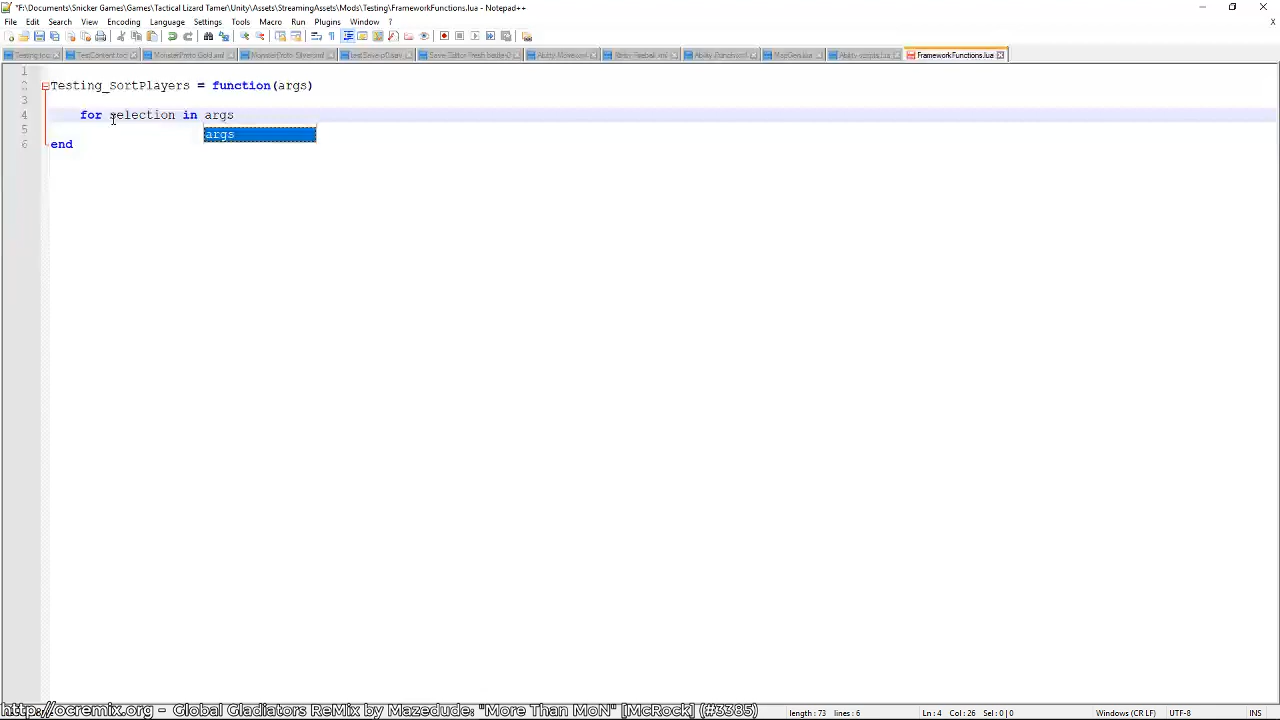 *F:\Documents\Snicker Games\Games\Tactical Lizard Tamer\Unity\Assets\StreamingAssets\Mods\Testing\FrameworkFunctions.lua - Notepad++
File Edit Search View Encoding Language Settings Tools Macro Run Plugins Window ?
X
FrameworkFunctions.lua
1
2 Testing_SortPlayers = function(args)
3
4 for selection in args
args
5
6 end
http://ocremix.org - Global Gladiators ReMix by Mazedude: "More Than MoN" [McRock] (#3385)
length : 73 lines : 6 Ln : 4 Col : 26 Sel : 0 | 0 Windows (CR LF) UTF-8 INS